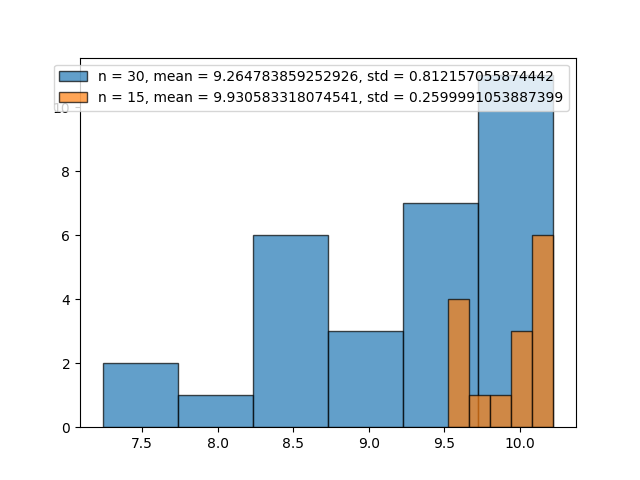 n = 30, mean = 9.264783859252926, std = 0.812157055874442
n = 15, mean = 9.930583318074541, std = 0.2599991053887399
10
8
6
4
2
0
7.5 8.0 8.5 9.0 9.5 10.0